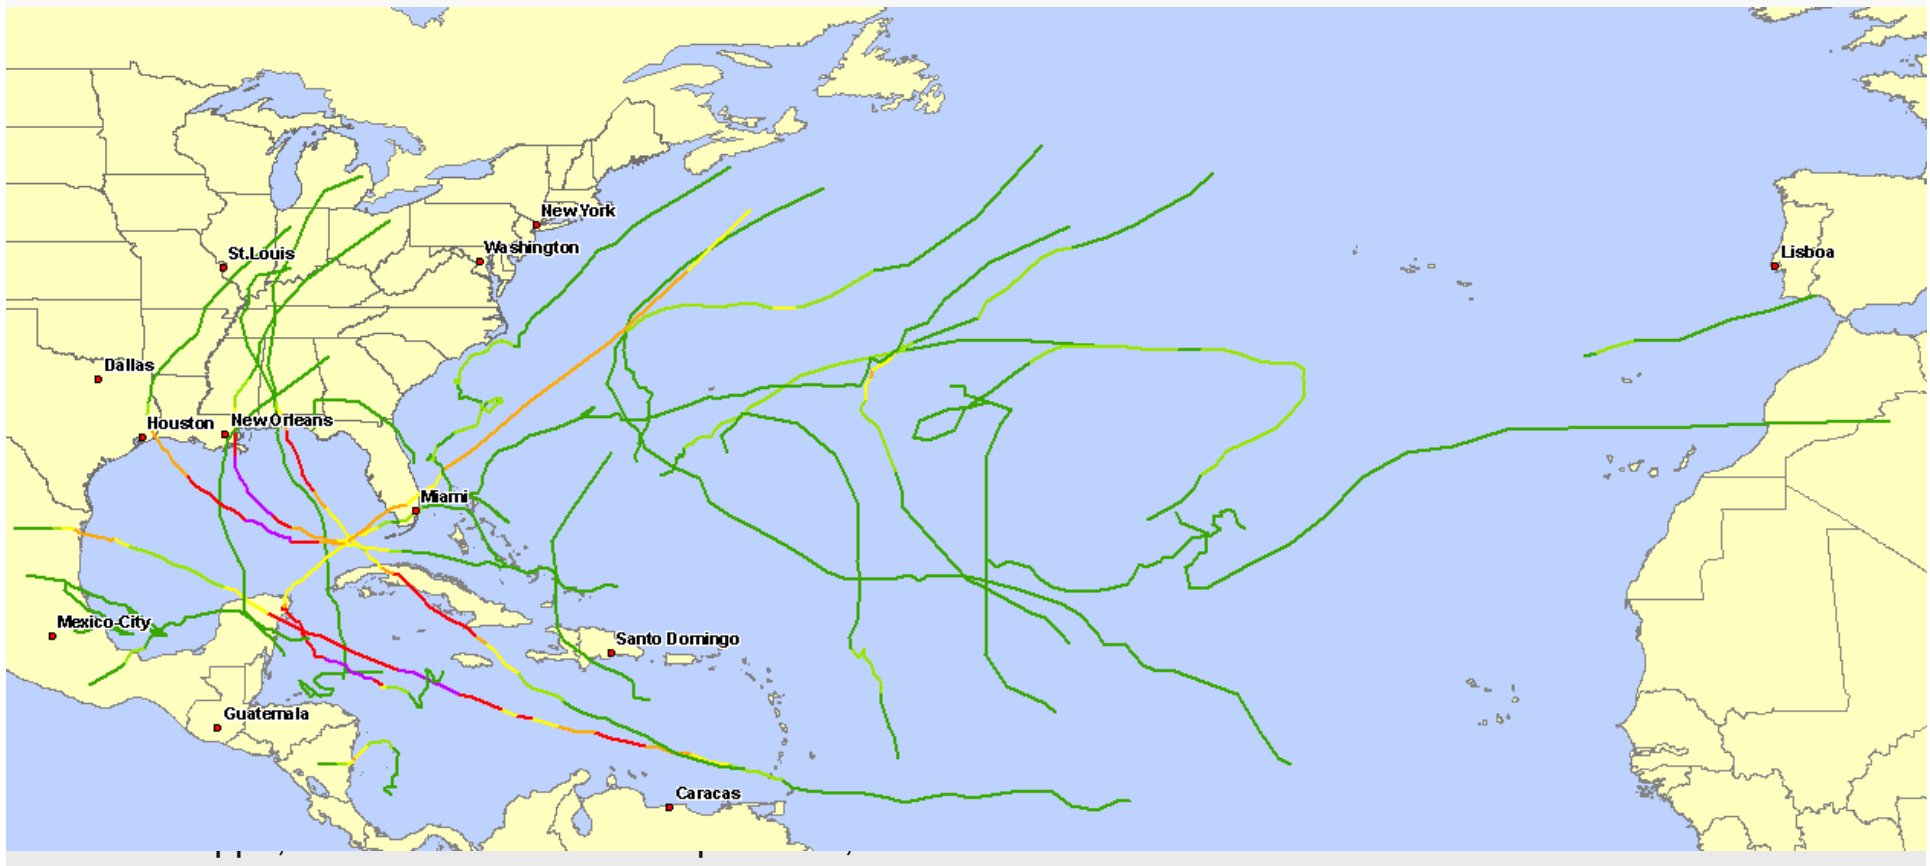 New York
Washington
St.Louis
Lisboa
Dallas
Houston
New Orleans
Miami
Mexico-City
Santo Domingo
Guatemala
Caracas